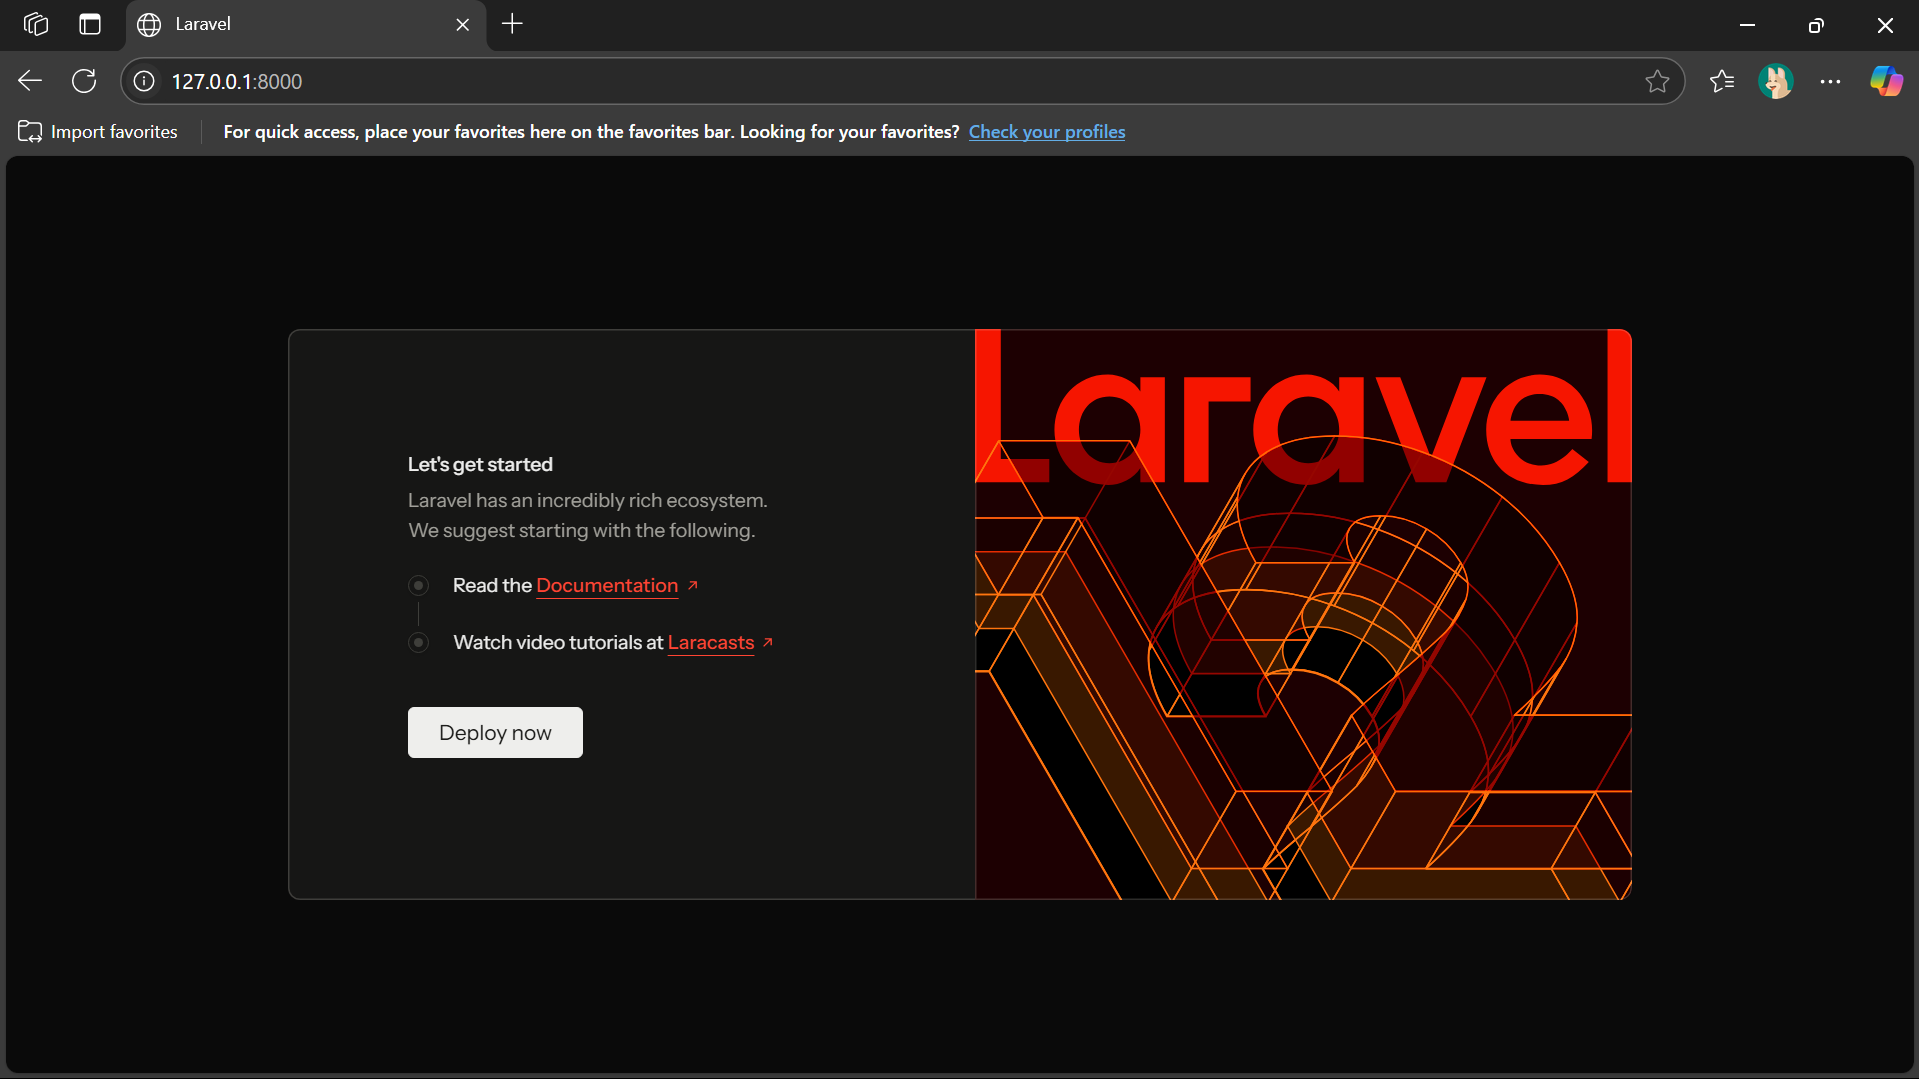 Laravel
127.0.0.1:8000
Import favorites
For quick access, place your favorites here on the favorites bar. Looking for your favorites? Check your profiles
Let's get started
Laravel has an incredibly rich ecosystem.
We suggest starting with the following.
Read the Documentation
Watch video tutorials at Laracasts
Deploy now
Laravel